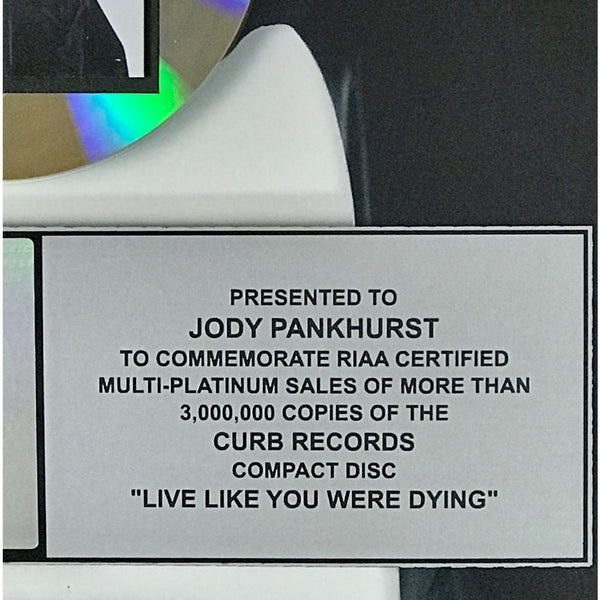 PRESENTED TO
JODY PANKHURST
TO COMMEMORATE RIAA CERTIFIED
MULTI-PLATINUM SALES OF MORE THAN
3,000,000 COPIES OF THE
CURB RECORDS
COMPACT DISC
"LIVE LIKE YOU WERE DYING"